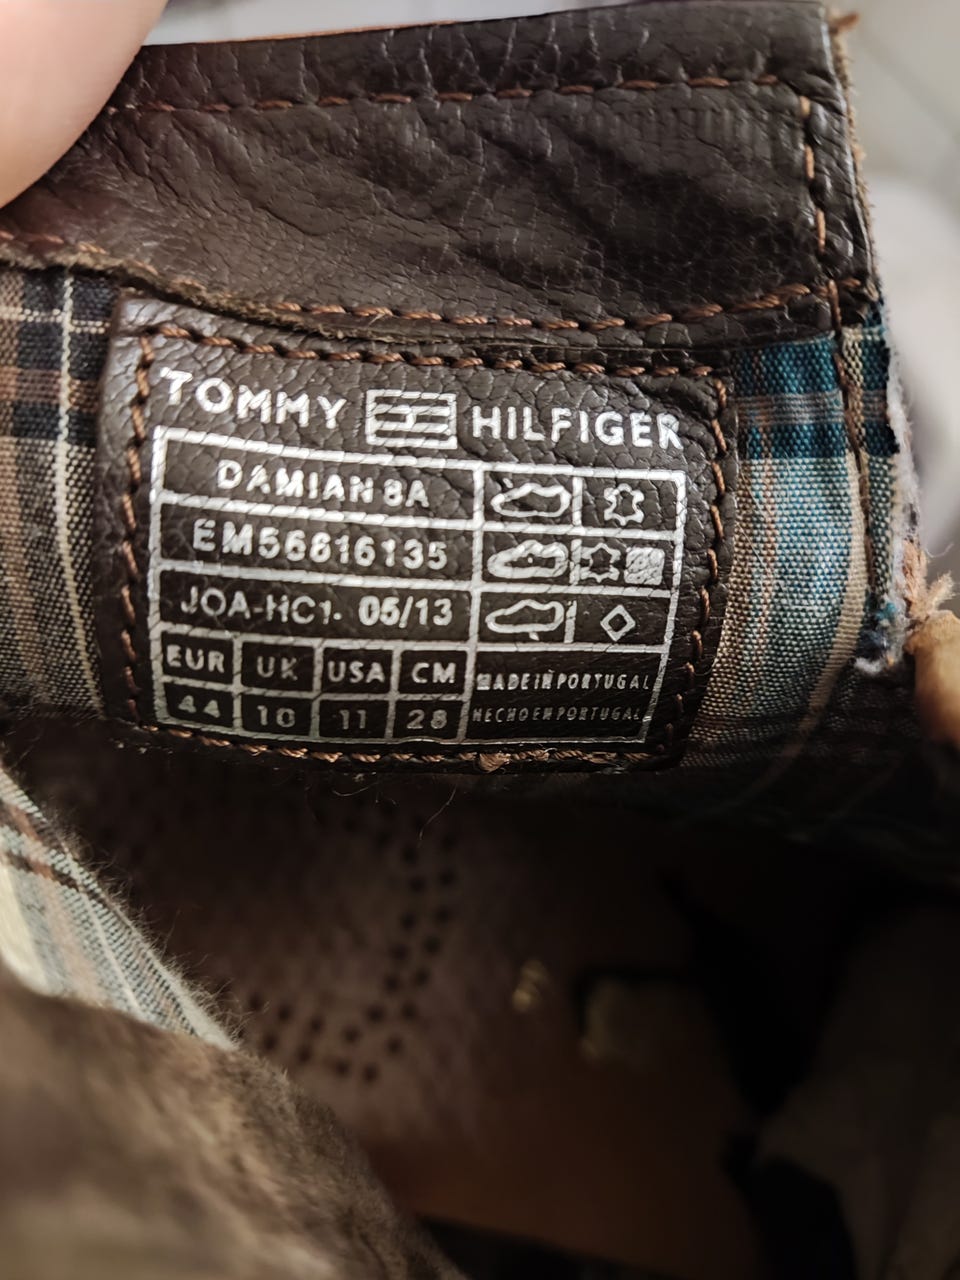 TOMMY HILFIGER
DAMIAN 8A
EM56816135
JOA-HC1. 05/13
EUR UK USA CM
44 10 11 28
MADE IN PORTUGAL
HECHO EN PORTUGAL